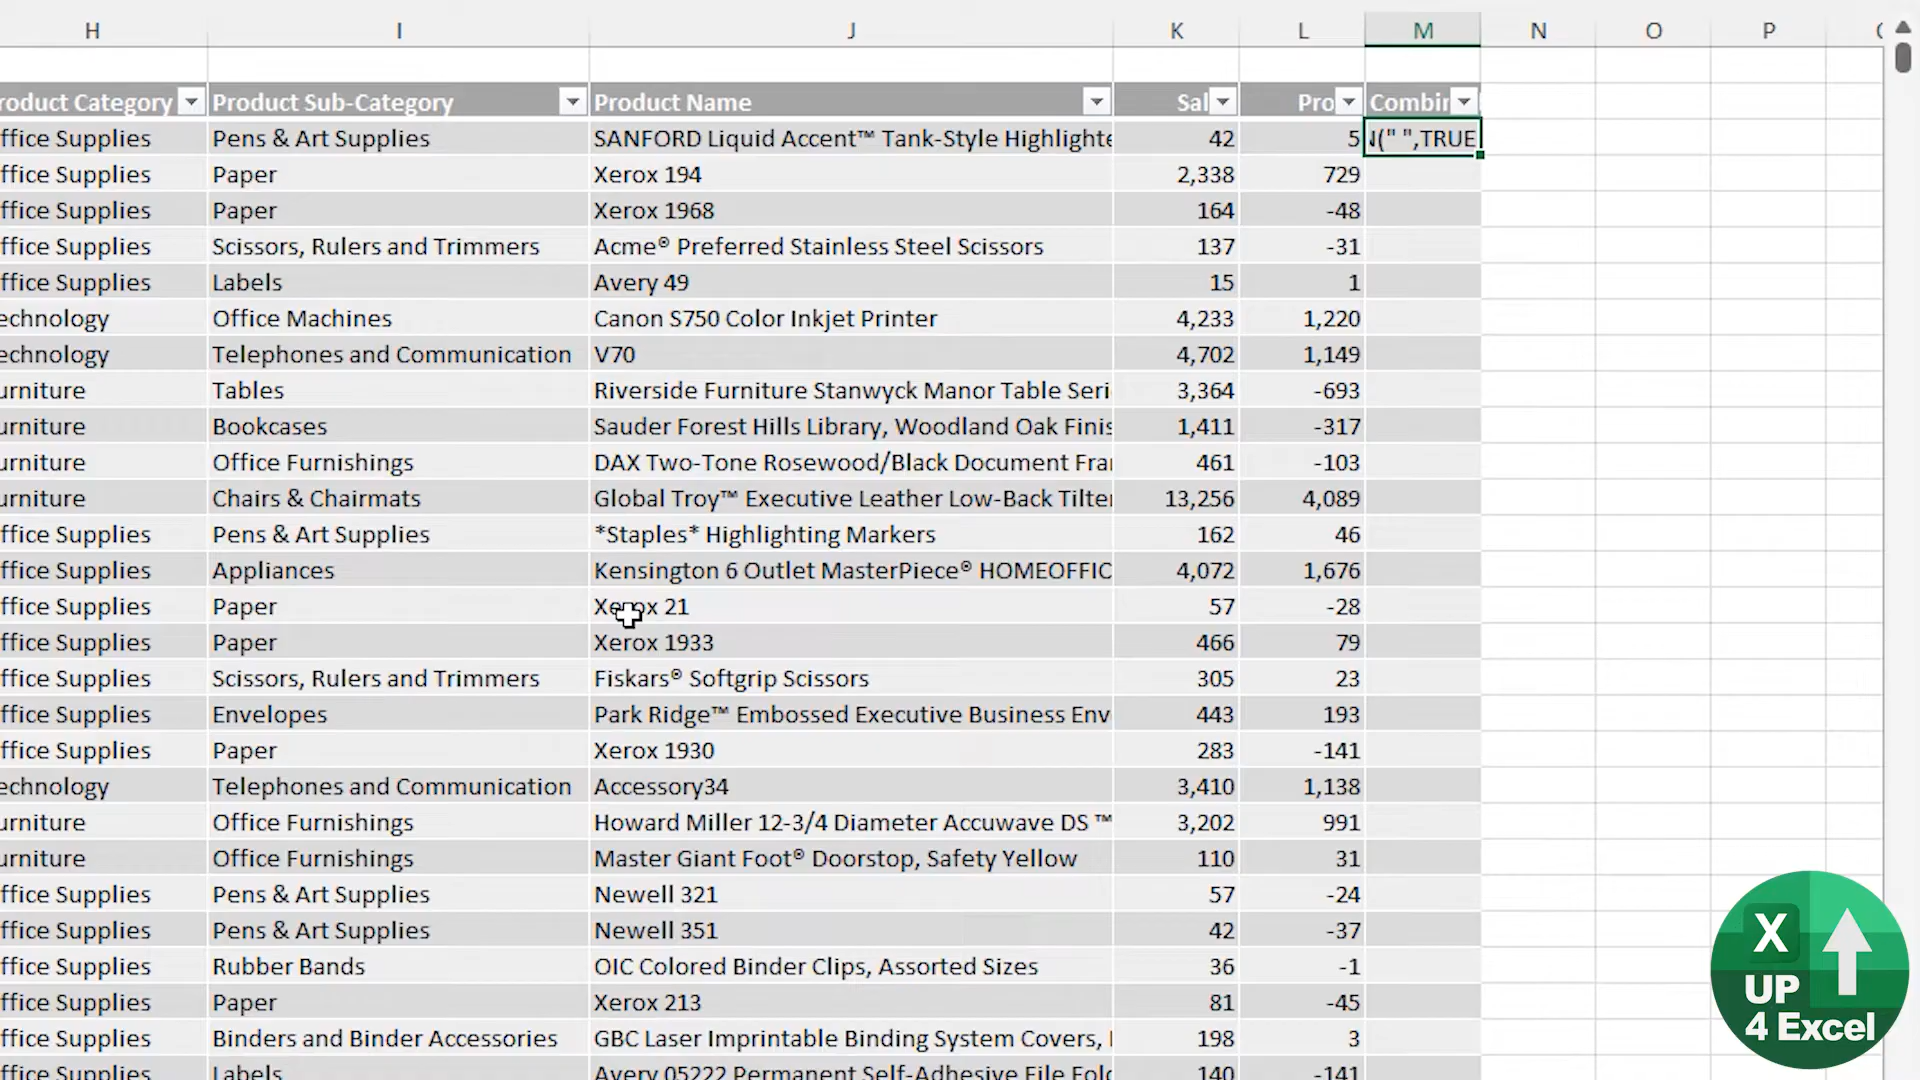 H I J K L M N O P
roduct Category Product Sub-Category Product Name Sal Pro Combin
ffice Supplies Pens & Art Supplies SANFORD Liquid Accent™ Tank-Style Highlighte 42 5 (" ",TRUE
ffice Supplies Paper Xerox 194 2,338 729
ffice Supplies Paper Xerox 1968 164 -48
ffice Supplies Scissors, Rulers and Trimmers Acme® Preferred Stainless Steel Scissors 137 -31
ffice Supplies Labels Avery 49 15 1
echnology Office Machines Canon S750 Color Inkjet Printer 4,233 1,220
echnology Telephones and Communication V70 4,702 1,149
urniture Tables Riverside Furniture Stanwyck Manor Table Seri 3,364 -693
urniture Bookcases Sauder Forest Hills Library, Woodland Oak Finis 1,411 -317
urniture Office Furnishings DAX Two-Tone Rosewood/Black Document Fra 461 -103
urniture Chairs & Chairmats Global Troy™ Executive Leather Low-Back Tilter 13,256 4,089
ffice Supplies Pens & Art Supplies *Staples* Highlighting Markers 162 46
ffice Supplies Appliances Kensington 6 Outlet MasterPiece® HOMEOFFIC 4,072 1,676
ffice Supplies Paper Xerox 21 57 -28
ffice Supplies Paper Xerox 1933 466 79
ffice Supplies Scissors, Rulers and Trimmers Fiskars® Softgrip Scissors 305 23
ffice Supplies Envelopes Park Ridge™ Embossed Executive Business Env 443 193
ffice Supplies Paper Xerox 1930 283 -141
echnology Telephones and Communication Accessory34 3,410 1,138
urniture Office Furnishings Howard Miller 12-3/4 Diameter Accuwave DS ™ 3,202 991
urniture Office Furnishings Master Giant Foot® Doorstop, Safety Yellow 110 31
ffice Supplies Pens & Art Supplies Newell 321 57 -24
ffice Supplies Pens & Art Supplies Newell 351 42 -37
ffice Supplies Rubber Bands OIC Colored Binder Clips, Assorted Sizes 36 -1
ffice Supplies Paper Xerox 213 81 -45
ffice Supplies Binders and Binder Accessories GBC Laser Imprintable Binding System Covers, 198 3
ffice Supplies Labels Avery 05222 Permanent Self-Adhesive File Fold 140 -141
X
UP
4 Excel